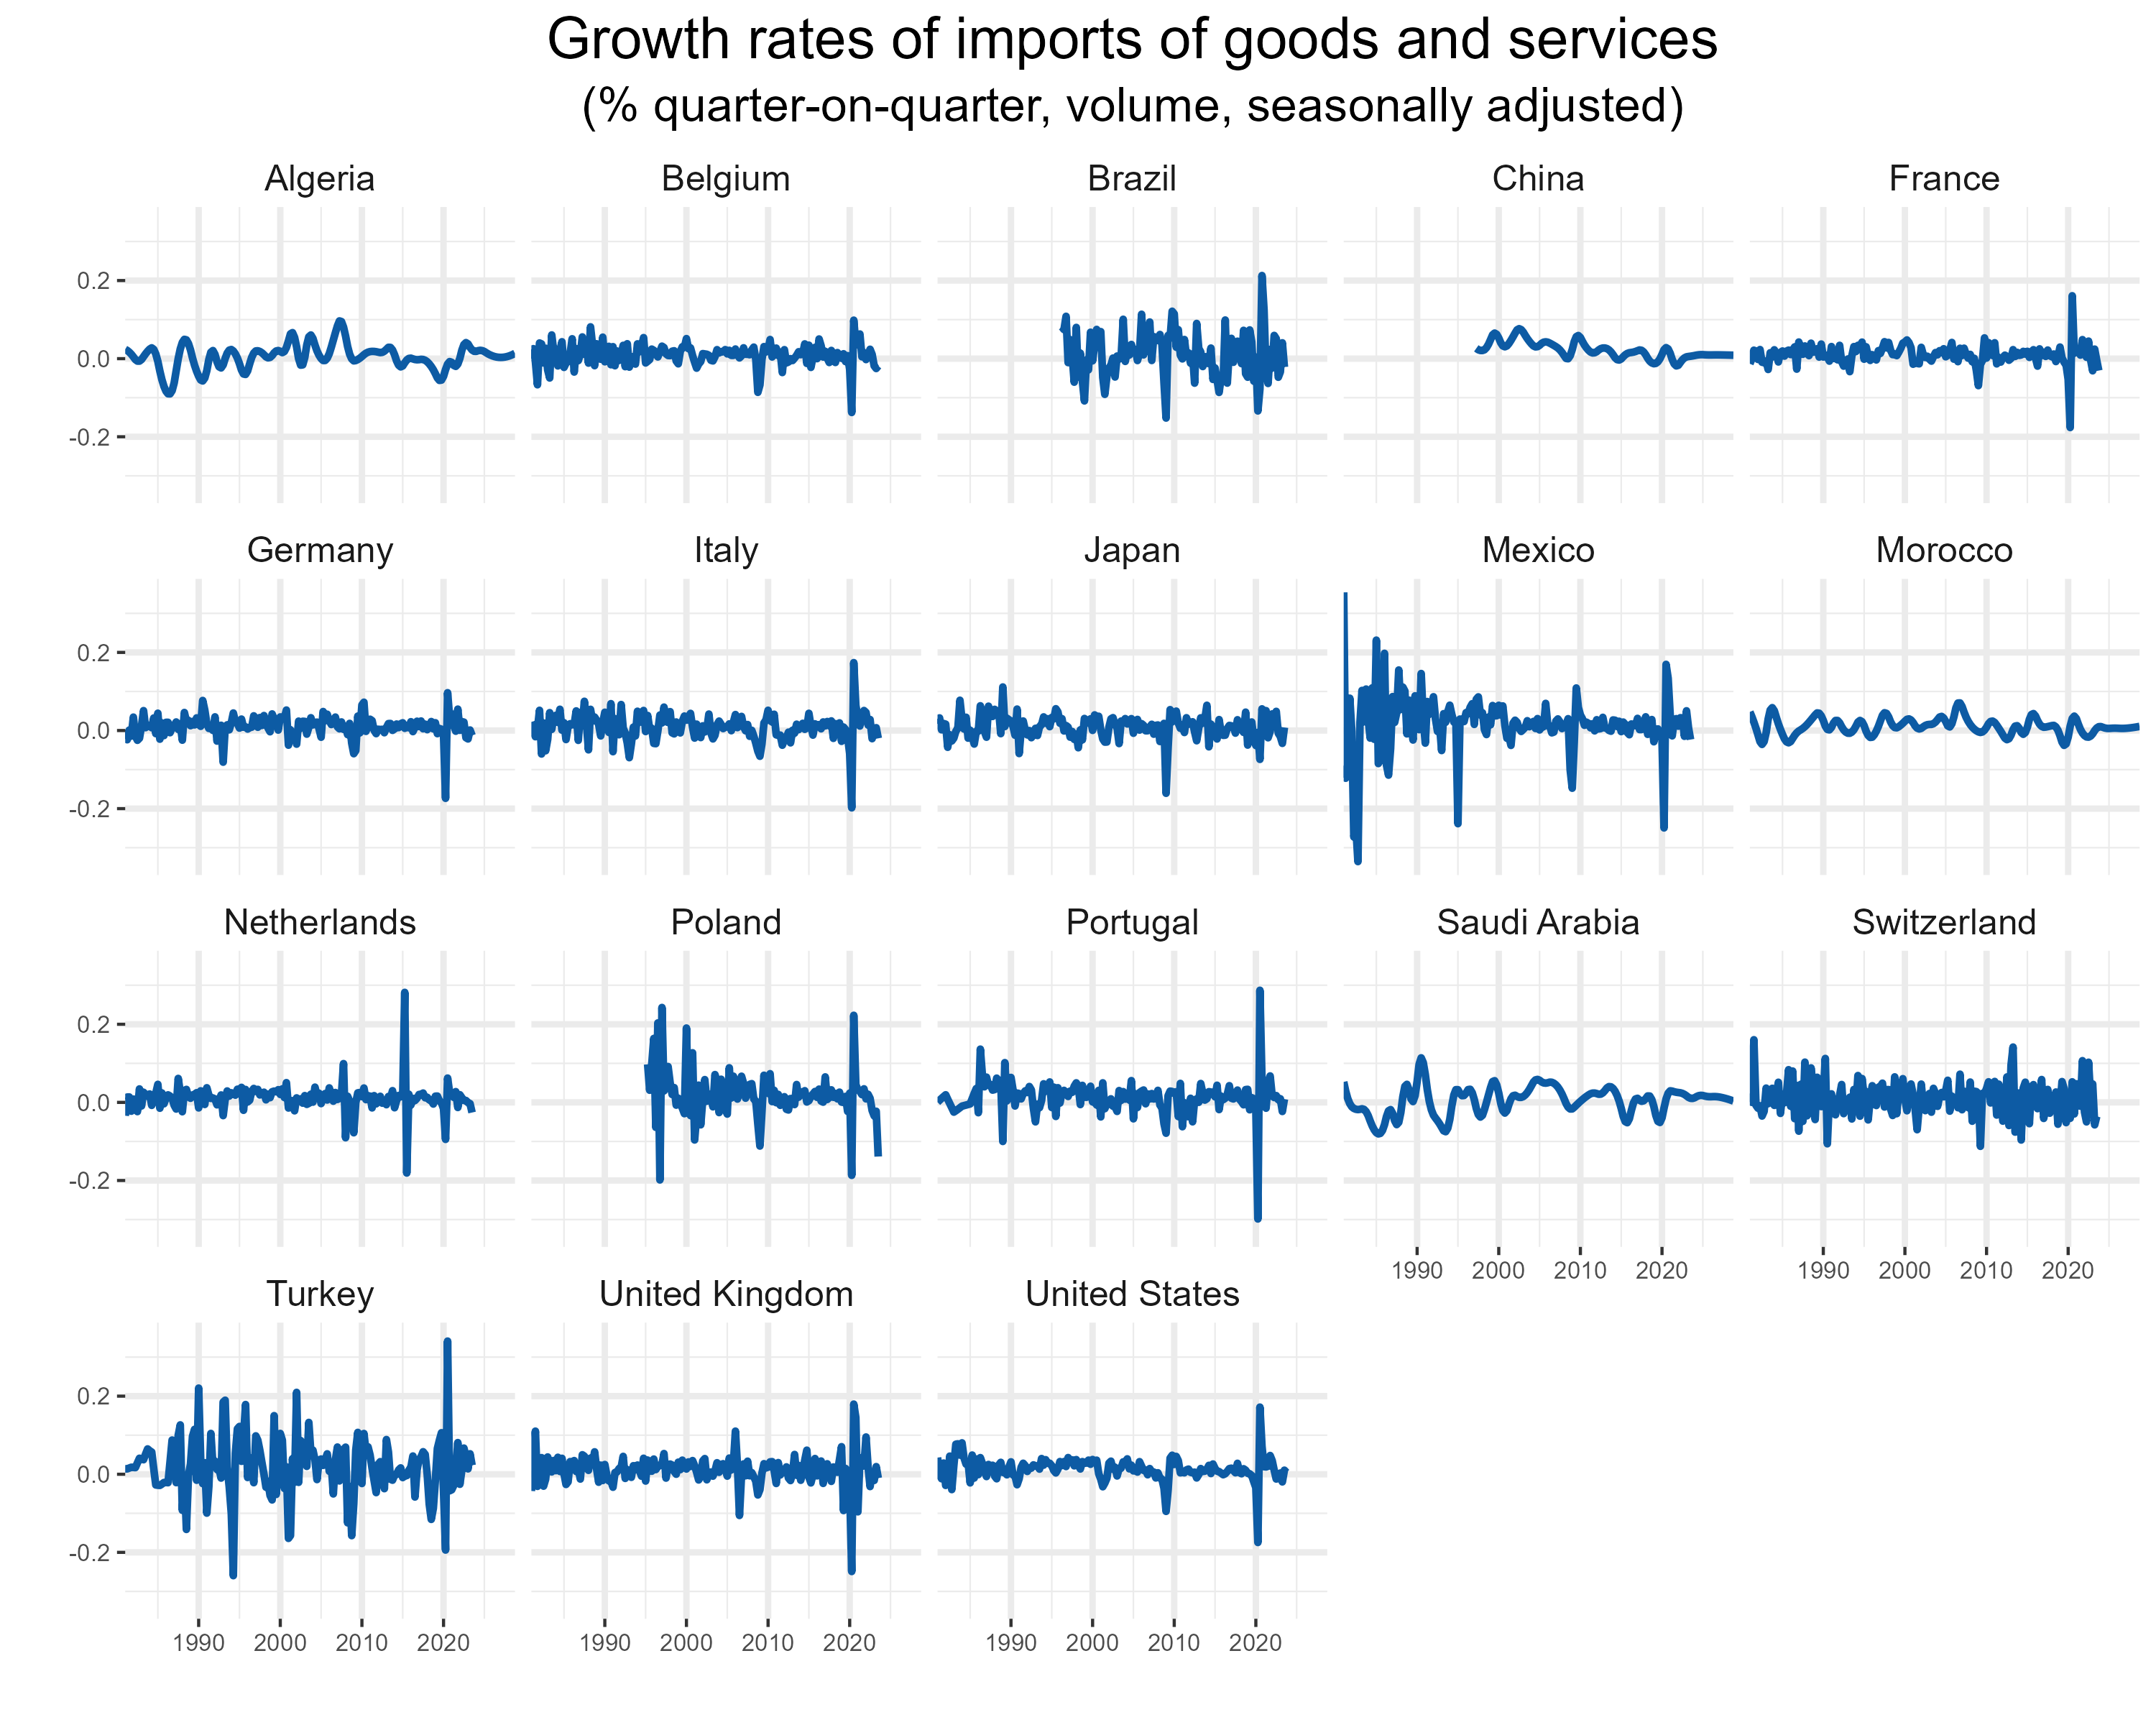 Growth rates of imports of goods and services
(% quarter-on-quarter, volume, seasonally adjusted)
Algeria Belgium Brazil China France
0.2
0.0
-0.2
Germany Italy Japan Mexico Morocco
0.2
0.0
-0.2
Netherlands Poland Portugal Saudi Arabia Switzerland
0.2
0.0
-0.2
1990 2000 2010 2020 1990 2000 2010 2020
Turkey United Kingdom United States
0.2
0.0
-0.2
1990 2000 2010 2020 1990 2000 2010 2020 1990 2000 2010 2020